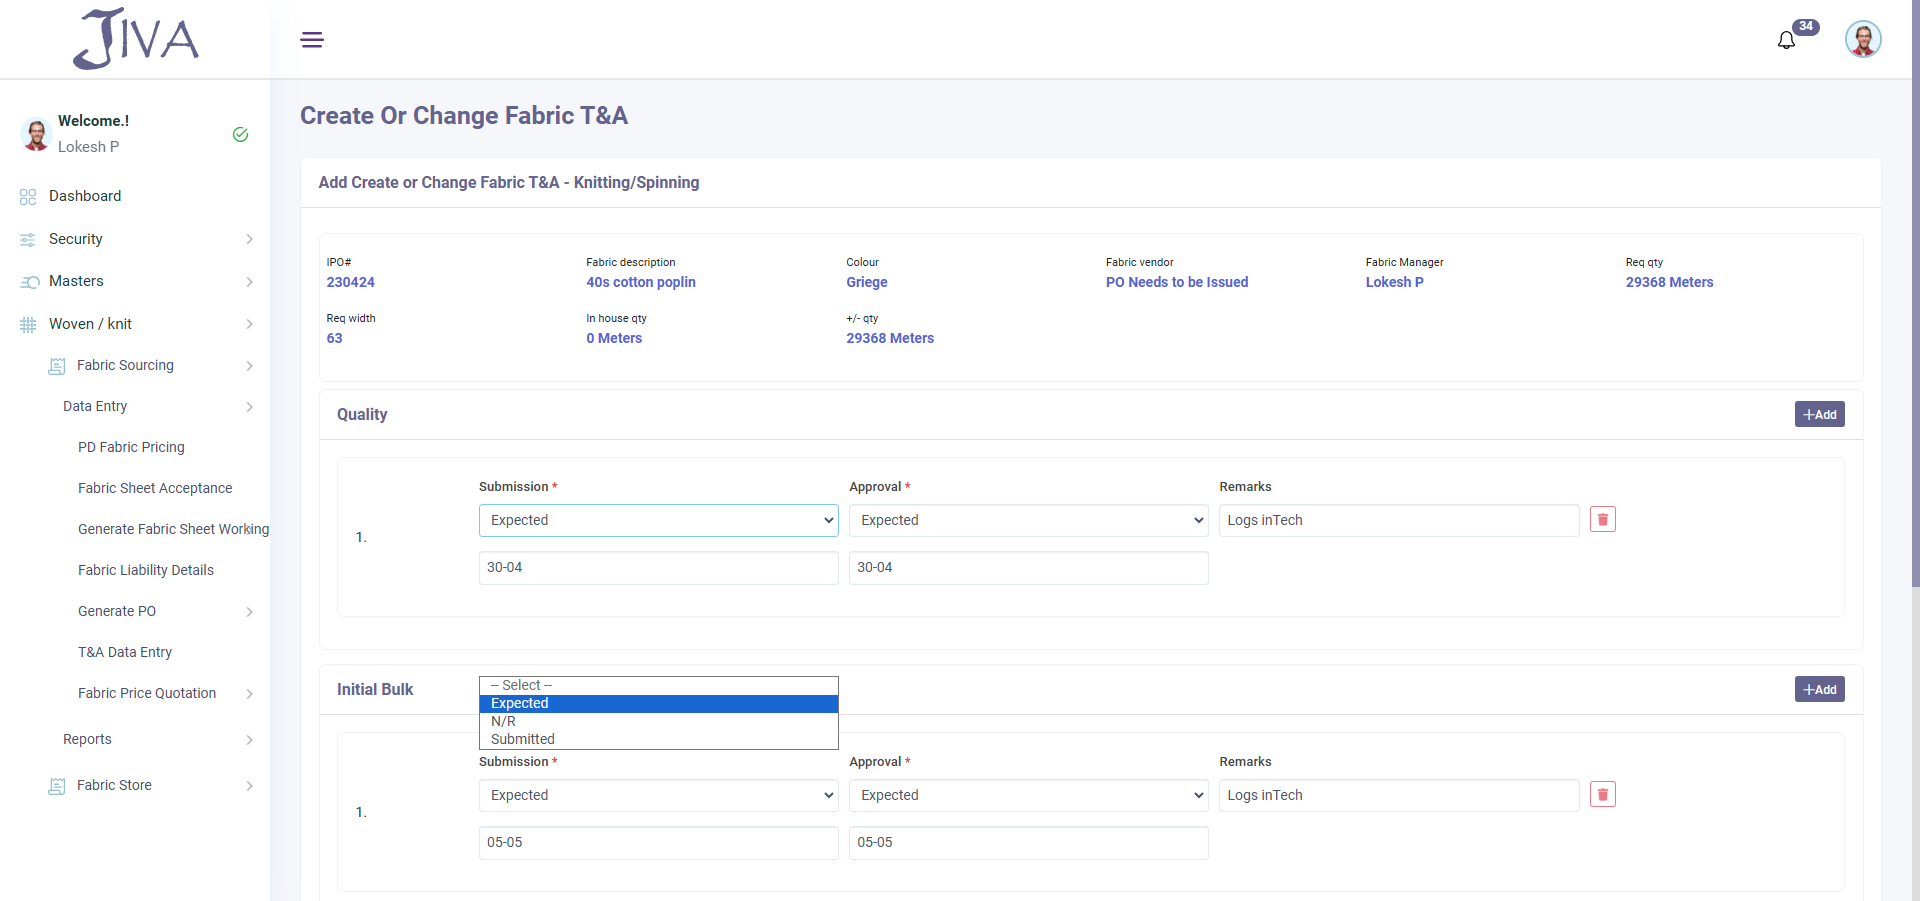 JIVA
34
Welcome.!
Lokesh P
Dashboard
Security
Masters
Woven / knit
Fabric Sourcing
Data Entry
PD Fabric Pricing
Fabric Sheet Acceptance
Generate Fabric Sheet Working
Fabric Liability Details
Generate PO
T&A Data Entry
Fabric Price Quotation
Reports
Fabric Store
Create Or Change Fabric T&A
Add Create or Change Fabric T&A - Knitting/Spinning
IPO# Fabric description Colour Fabric vendor Fabric Manager Req qty
230424 40s cotton poplin Griege PO Needs to be Issued Lokesh P 29368 Meters
Req width In house qty +/- qty
63 0 Meters 29368 Meters
Quality +Add
Submission * Approval * Remarks
Expected Expected Logs inTech
1.
30-04 30-04
Initial Bulk +Add
-- Select --
Expected
N/R
Submitted
Submission * Approval * Remarks
Expected Expected Logs inTech
1.
05-05 05-05